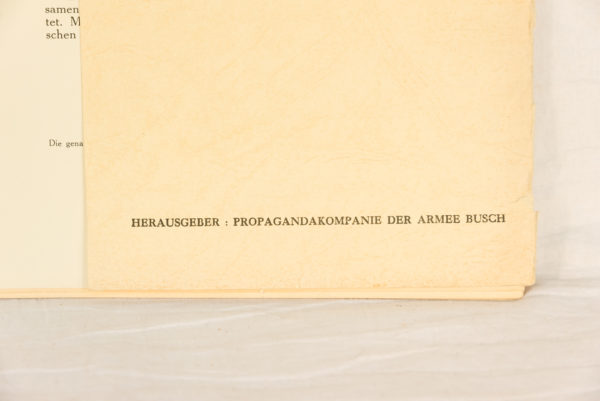 samen
tet. M
schen
Die gena
HERAUSGEBER : PROPAGANDAKOMPANIE DER ARMEE BUSCH